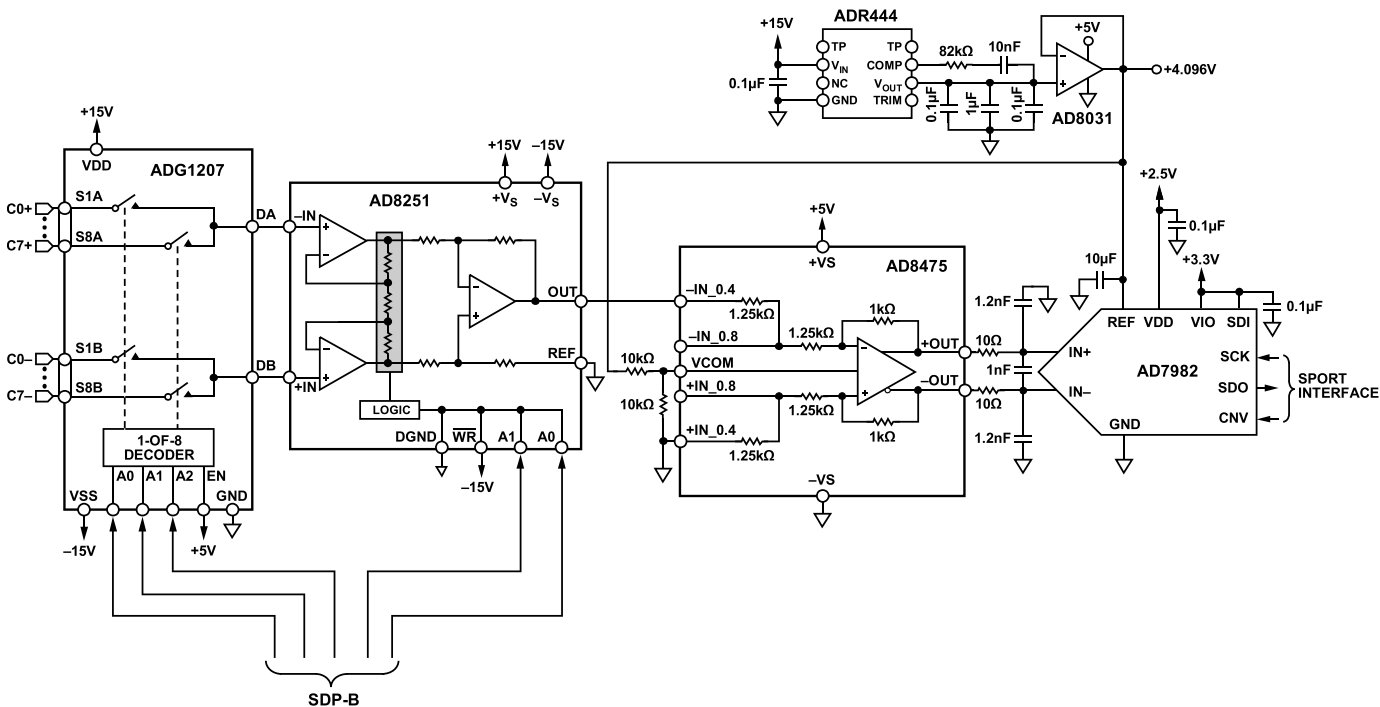 ADR444
+15V
TP
TP
VIN
COMP
NC
VOUT
GND
TRIM
0.1µF
82kΩ
10nF
0.1µF
1µF
0.1µF
+5V
AD8031
+4.096V
+15V
VDD
ADG1207
C0+
S1A
C7+
S8A
DA
C0–
S1B
C7–
S8B
DB
1-OF-8
DECODER
A0
A1
A2
EN
VSS
GND
–15V
+5V
+15V
–15V
+VS
–VS
AD8251
–IN
+IN
OUT
REF
LOGIC
DGND
WR
A1
A0
–15V
SDP-B
+5V
+VS
AD8475
–IN_0.4
1.25kΩ
–IN_0.8
1.25kΩ
1kΩ
+OUT
VCOM
10kΩ
10kΩ
+IN_0.8
1.25kΩ
1kΩ
–OUT
+IN_0.4
1.25kΩ
–VS
10Ω
10Ω
1.2nF
1nF
1.2nF
10µF
+2.5V
0.1µF
+3.3V
0.1µF
REF
VDD
VIO
SDI
IN+
IN–
AD7982
SCK
SDO
CNV
GND
SPORT
INTERFACE